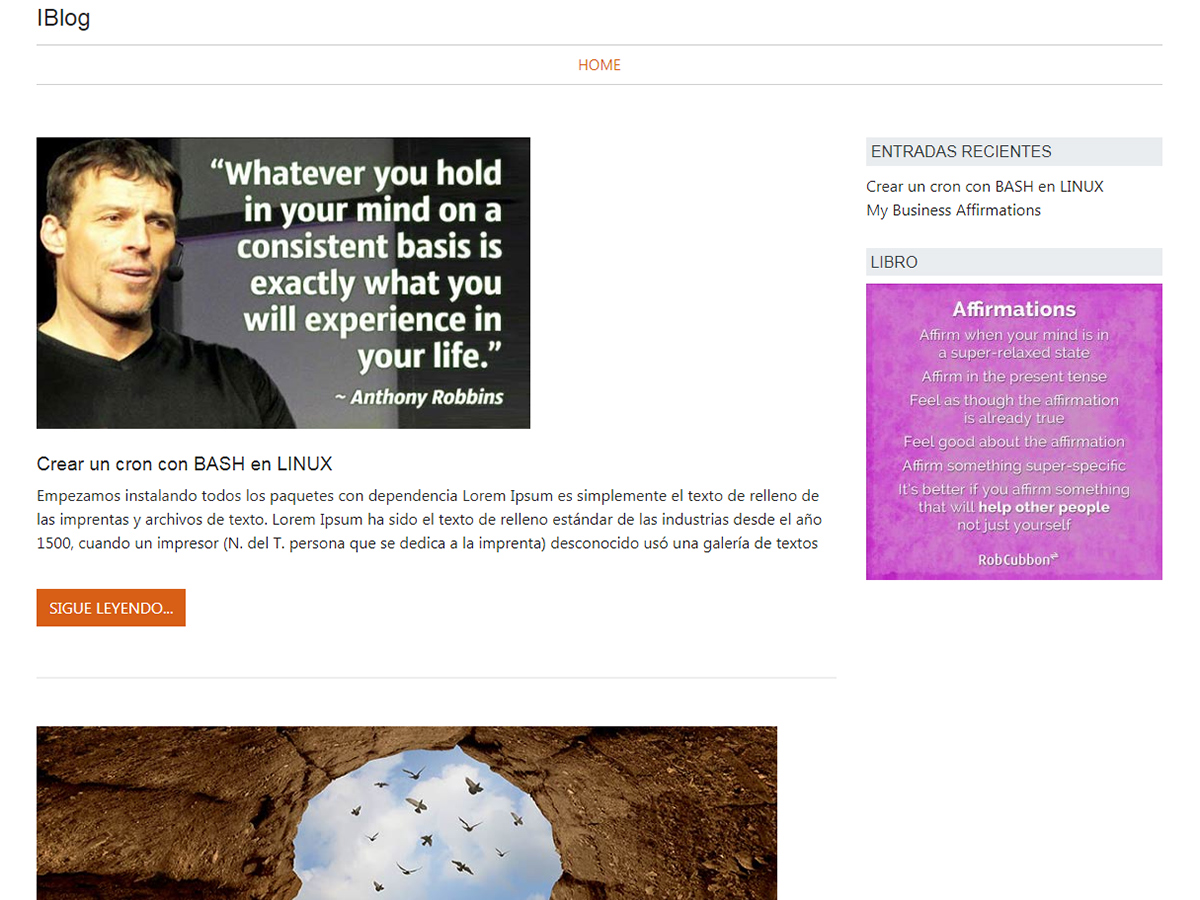 IBlog
HOME
“Whatever you hold
in your mind on a
consistent basis is
exactly what you
will experience in
your life.”
~ Anthony Robbins
Crear un cron con BASH en LINUX
Empezamos instalando todos los paquetes con dependencia Lorem Ipsum es simplemente el texto de relleno de
las imprentas y archivos de texto. Lorem Ipsum ha sido el texto de relleno estándar de las industrias desde el año
1500, cuando un impresor (N. del T. persona que se dedica a la imprenta) desconocido usó una galería de textos
SIGUE LEYENDO...
ENTRADAS RECIENTES
Crear un cron con BASH en LINUX
My Business Affirmations
LIBRO
Affirmations
Affirm when your mind is in
a super-relaxed state
Affirm in the present tense
Feel as though the affirmation
is already true
Feel good about the affirmation
Affirm something super-specific
It's better if you affirm something
that will help other people
not just yourself
RobCubbon